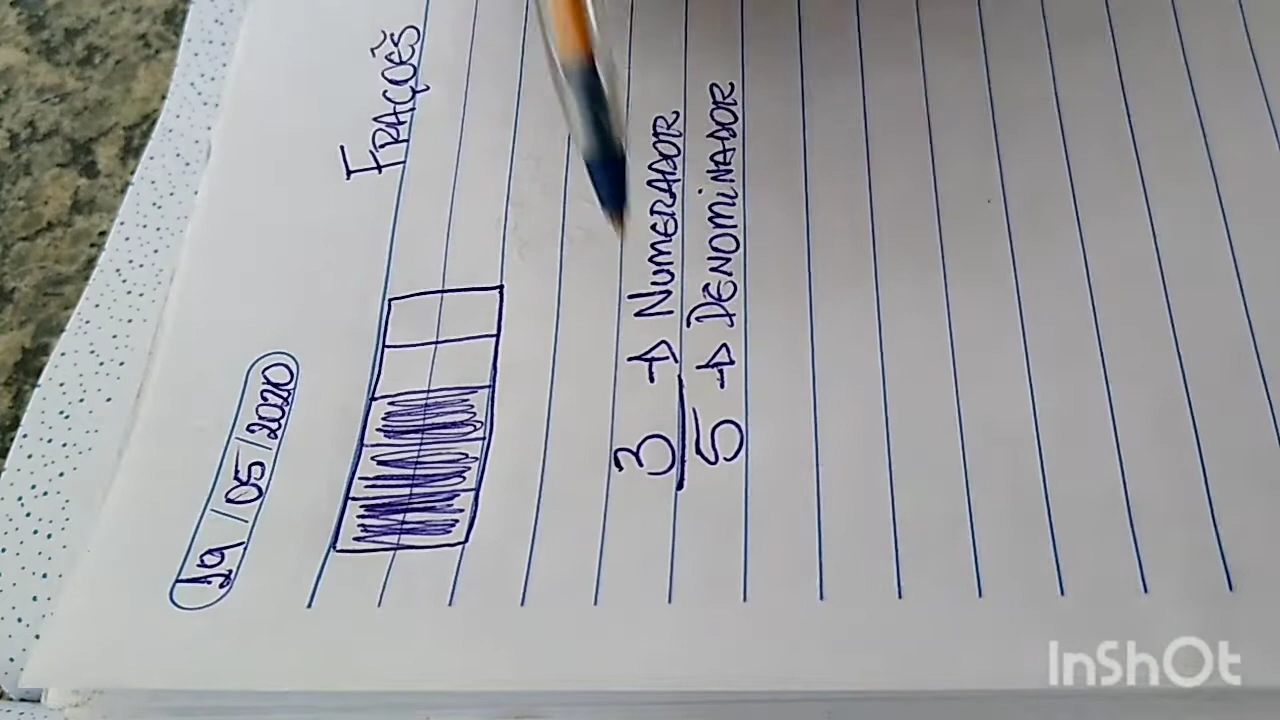 19/05/2020
Frações
3 → Numerador
5 → Denominador
InShOt